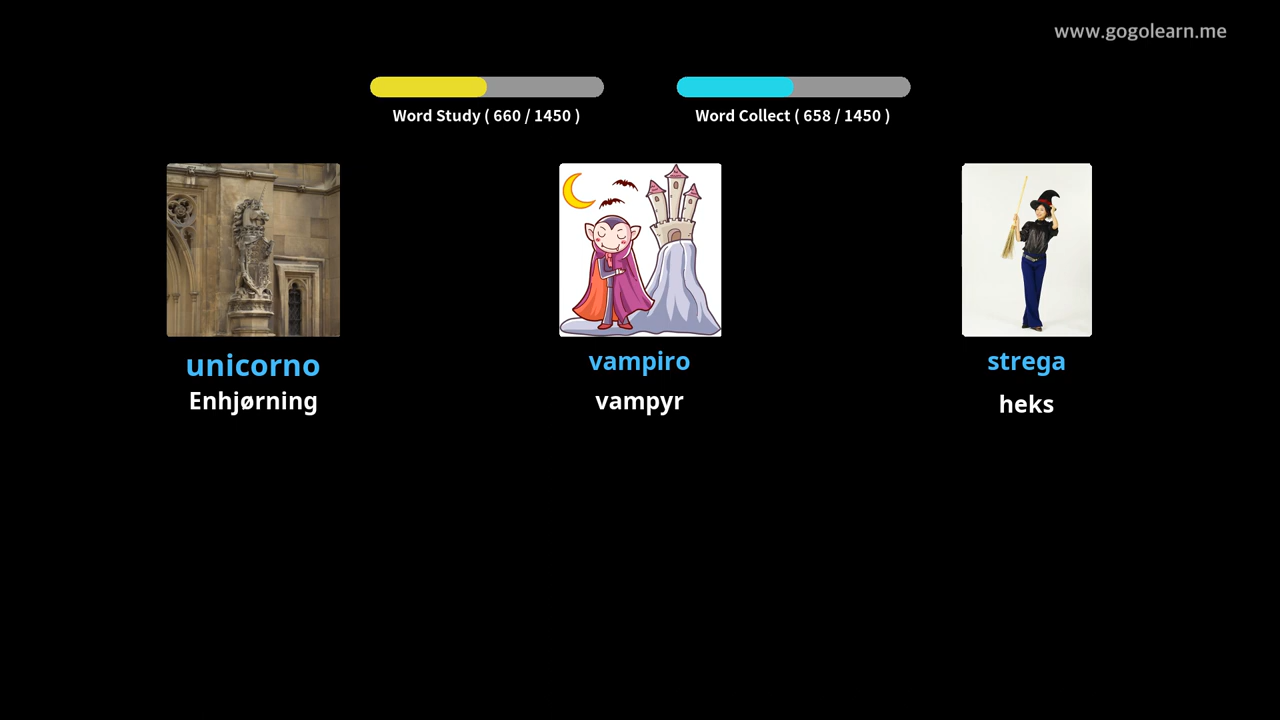 www.gogolearn.me
Word Study ( 660 / 1450 )
Word Collect ( 658 / 1450 )
unicorno
Enhjørning
vampiro
vampyr
strega
heks